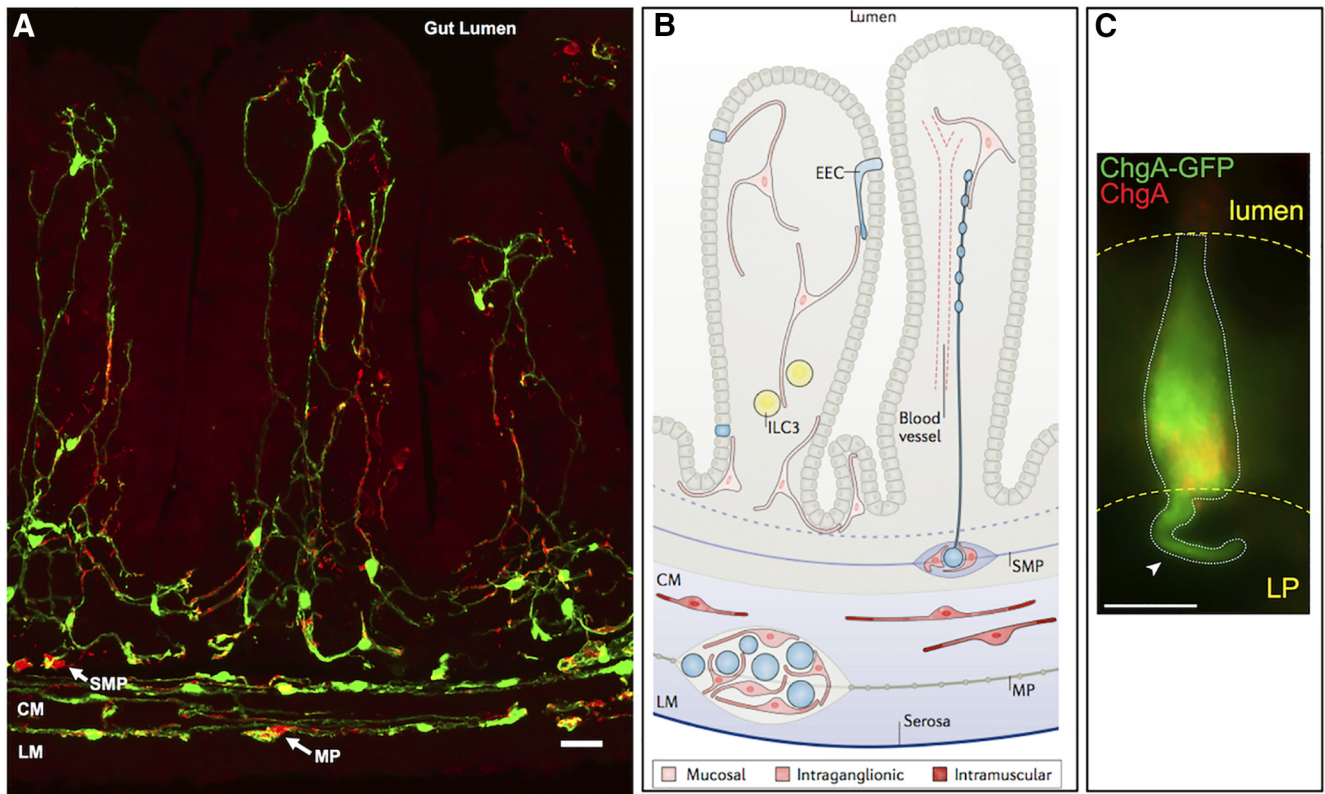 A
Gut Lumen
SMP
CM
MP
LM
B
Lumen
EEC
ILC3
Blood
vessel
SMP
CM
MP
LM
Serosa
Mucosal
Intraganglionic
Intramuscular
C
ChgA-GFP
ChgA
lumen
LP